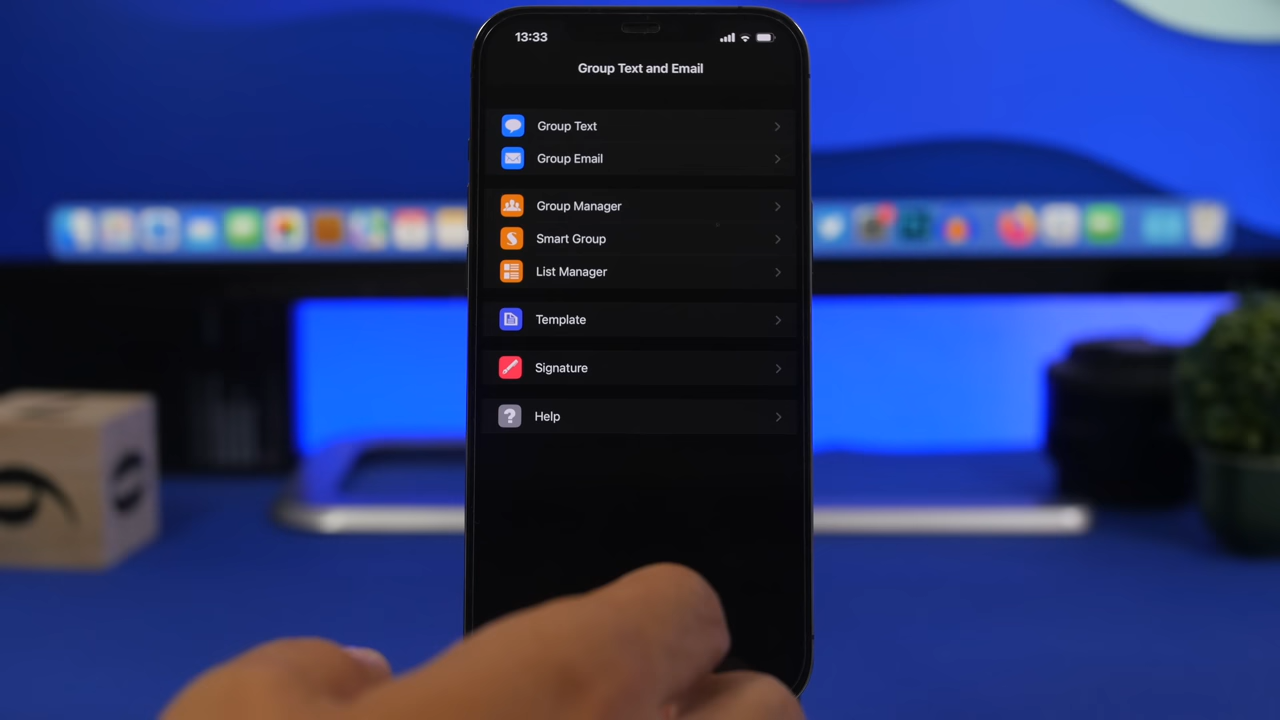 13:33
Group Text and Email
Group Text
Group Email
Group Manager
Smart Group
List Manager
Template
Signature
Help